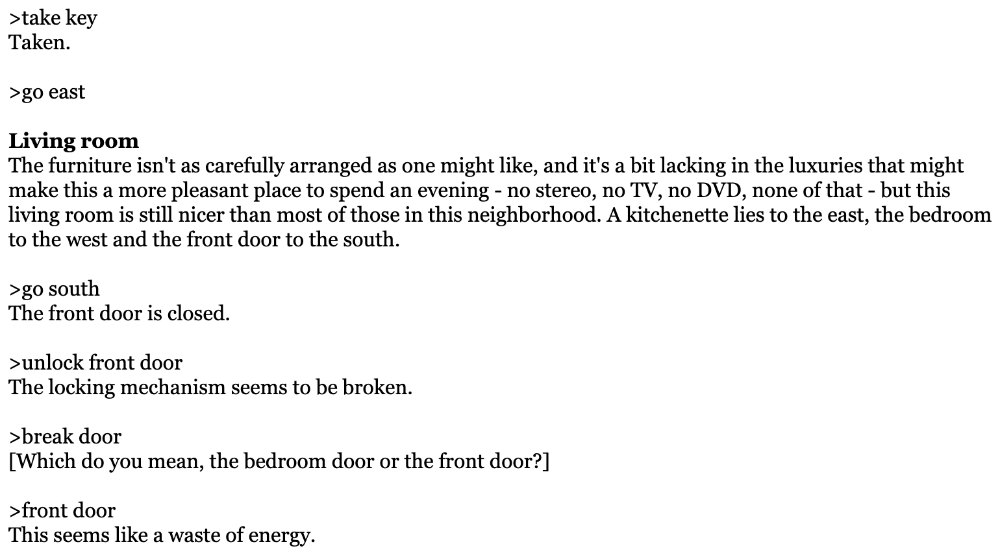 >take key
Taken.
>go east
Living room
The furniture isn't as carefully arranged as one might like, and it's a bit lacking in the luxuries that might
make this a more pleasant place to spend an evening - no stereo, no TV, no DVD, none of that - but this
living room is still nicer than most of those in this neighborhood. A kitchenette lies to the east, the bedroom
to the west and the front door to the south.
>go south
The front door is closed.
>unlock front door
The locking mechanism seems to be broken.
>break door
[Which do you mean, the bedroom door or the front door?]
>front door
This seems like a waste of energy.